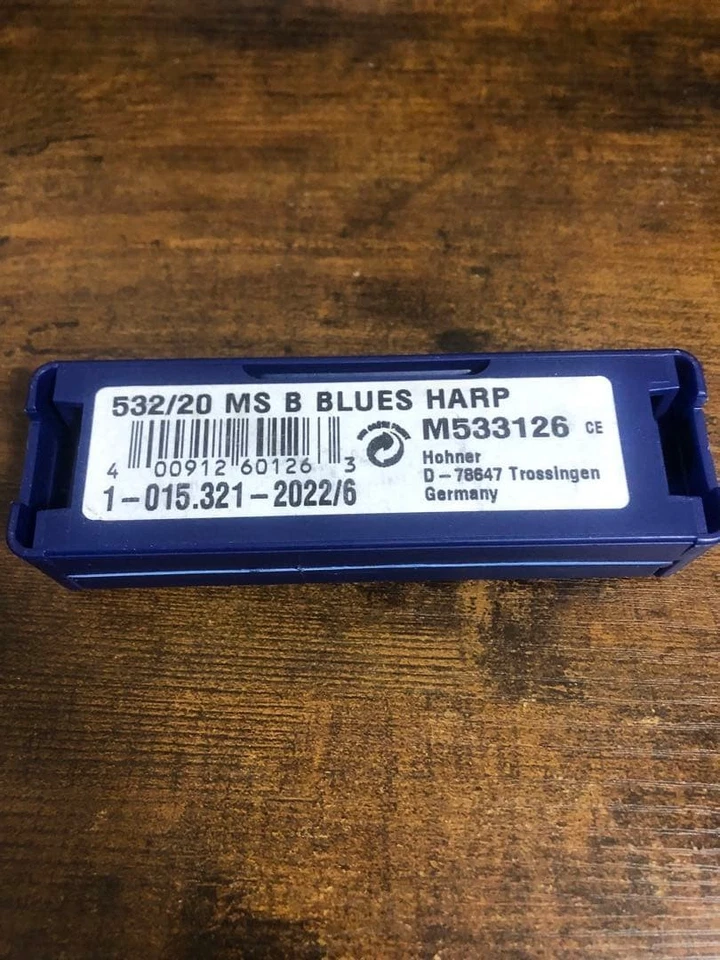 532/20 MS B BLUES HARP
M533126 CE
4 00912 60126 3
Hohner
D-78647 Trossingen
Germany
1-015.321-2022/6